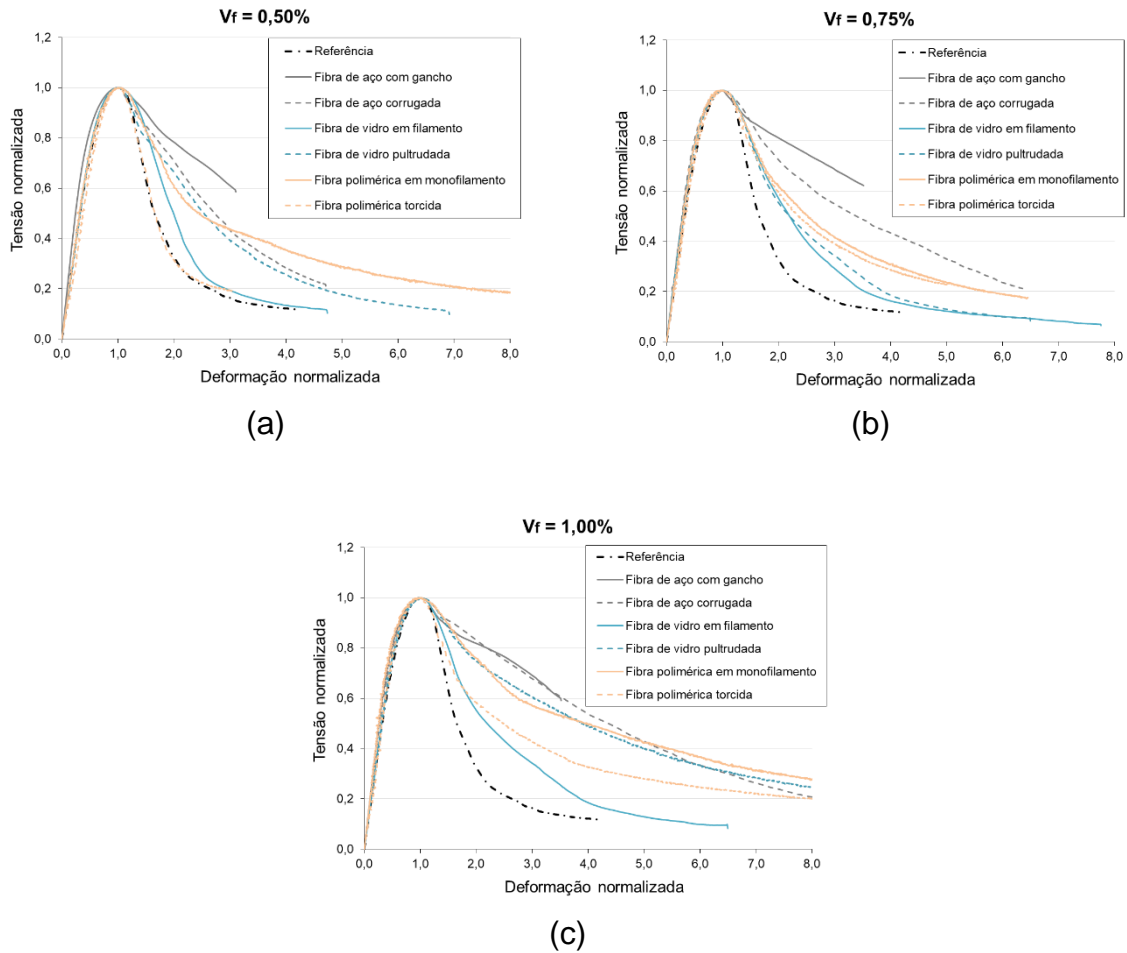 Vf = 0,50%
1,2
1,0
0,8
0,6
0,4
0,2
0,0
Tensão normalizada
Referência
Fibra de aço com gancho
Fibra de aço corrugada
Fibra de vidro em filamento
Fibra de vidro pultrudada
Fibra polimérica em monofilamento
Fibra polimérica torcida
0,0 1,0 2,0 3,0 4,0 5,0 6,0 7,0 8,0
Deformação normalizada
(a)
Vf = 0,75%
1,2
1,0
0,8
0,6
0,4
0,2
0,0
Tensão normalizada
Referência
Fibra de aço com gancho
Fibra de aço corrugada
Fibra de vidro em filamento
Fibra de vidro pultrudada
Fibra polimérica em monofilamento
Fibra polimérica torcida
0,0 1,0 2,0 3,0 4,0 5,0 6,0 7,0 8,0
Deformação normalizada
(b)
Vf = 1,00%
1,2
1,0
0,8
0,6
0,4
0,2
0,0
Tensão normalizada
Referência
Fibra de aço com gancho
Fibra de aço corrugada
Fibra de vidro em filamento
Fibra de vidro pultrudada
Fibra polimérica em monofilamento
Fibra polimérica torcida
0,0 1,0 2,0 3,0 4,0 5,0 6,0 7,0 8,0
Deformação normalizada
(c)